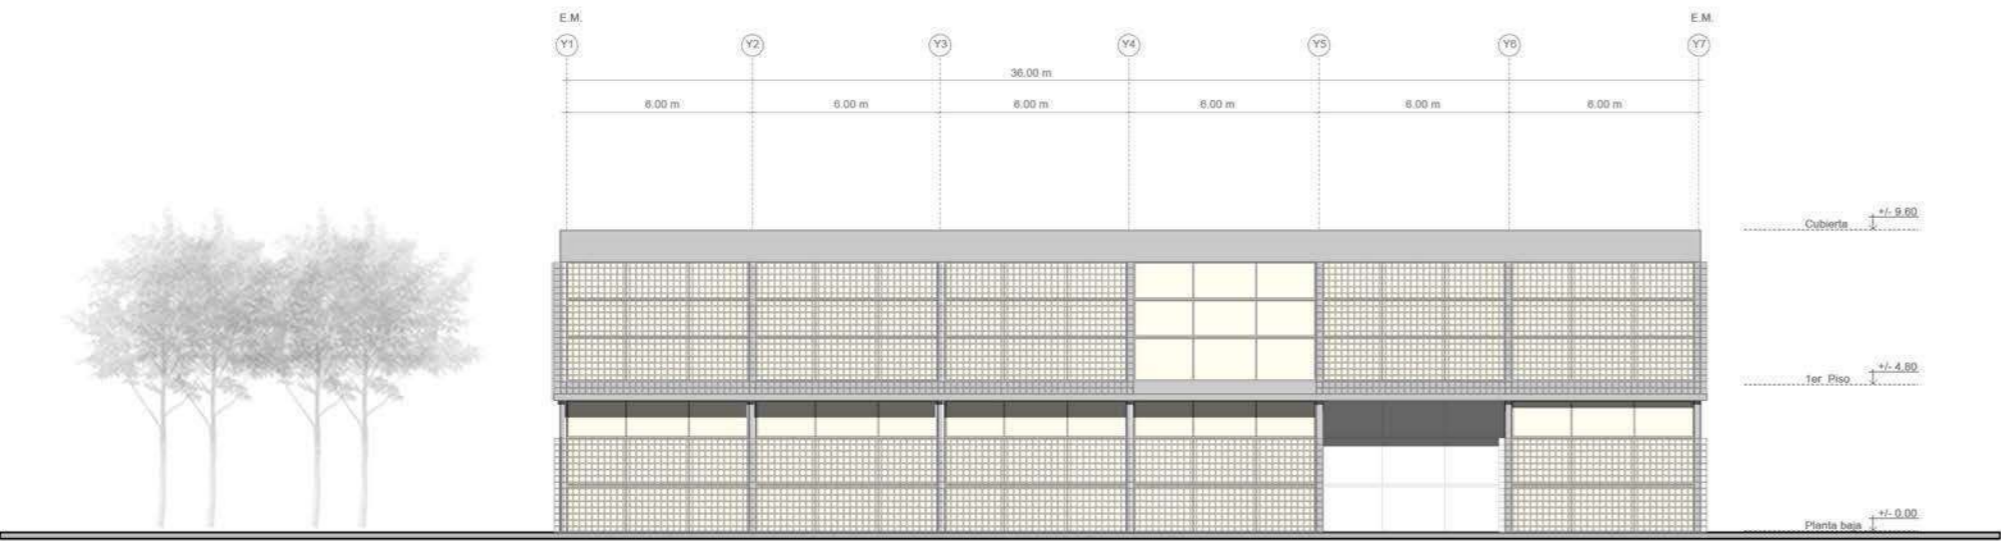 E.M. E.M.
Y1 Y2 Y3 Y4 Y5 Y6 Y7
36.00 m
6.00 m 6.00 m 6.00 m 6.00 m 6.00 m 6.00 m
Cubierta +/- 9.60
1er Piso +/- 4.80
Planta baja +/- 0.00